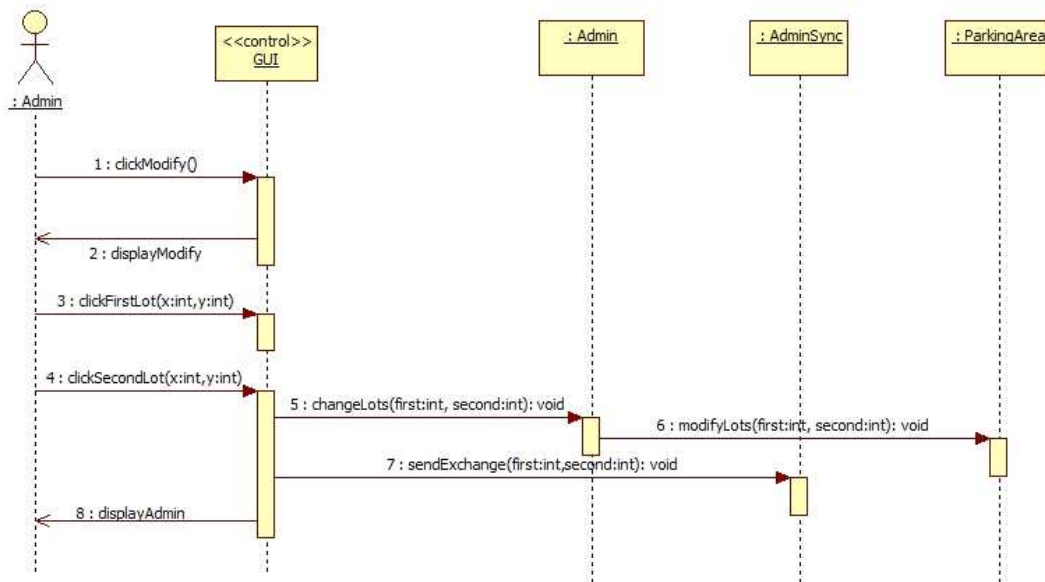 : Admin
<<control>>
GUI
: Admin
: AdminSync
: ParkingArea
1 : clickModify()
2 : displayModify
3 : clickFirstLot(x:int,y:int)
4 : clickSecondLot(x:int,y:int)
5 : changeLots(first:int, second:int): void
6 : modifyLots(first:int, second:int): void
7 : sendExchange(first:int,second:int): void
8 : displayAdmin